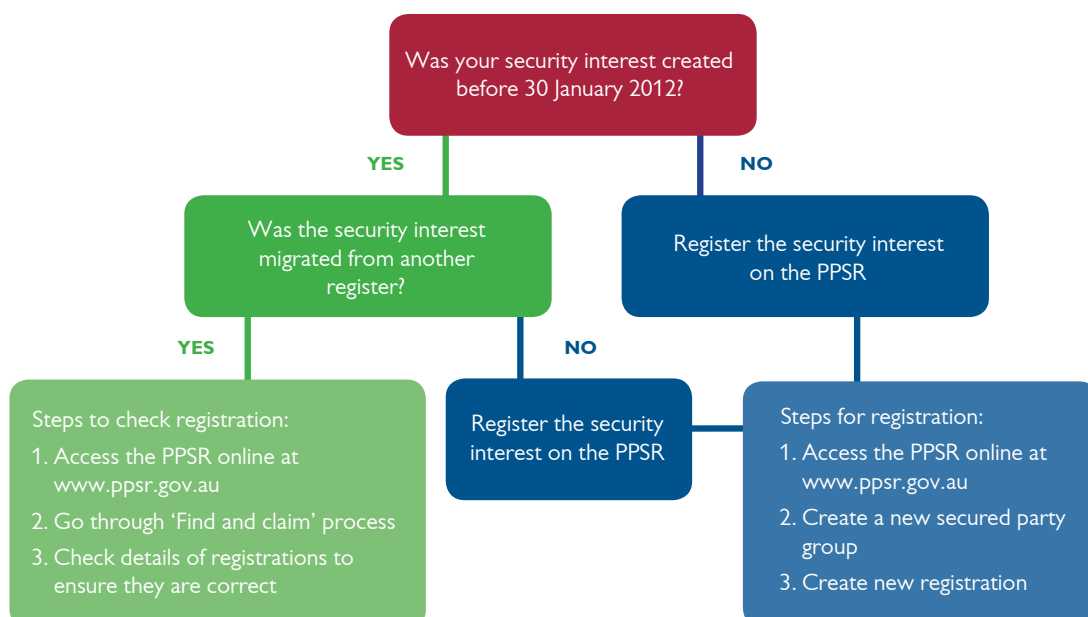 Was your security interest created
before 30 January 2012?
YES
NO
Was the security interest
migrated from another
register?
Register the security interest
on the PPSR
YES
NO
Steps to check registration:
1. Access the PPSR online at
www.ppsr.gov.au
2. Go through ‘Find and claim’ process
3. Check details of registrations to
ensure they are correct
Register the security
interest on the PPSR
Steps for registration:
1. Access the PPSR online at
www.ppsr.gov.au
2. Create a new secured party
group
3. Create new registration